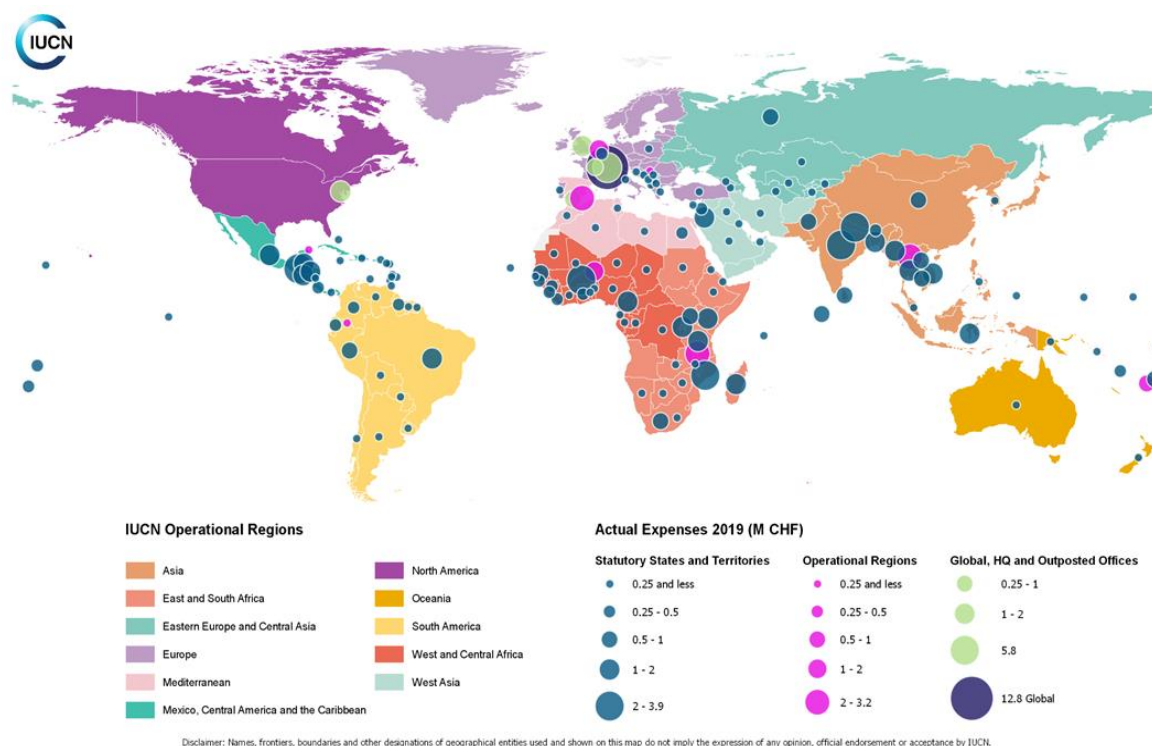 IUCN
IUCN Operational Regions
Asia
East and South Africa
Eastern Europe and Central Asia
Europe
Mediterranean
Mexico, Central America and the Caribbean
North America
Oceania
South America
West and Central Africa
West Asia
Actual Expenses 2019 (M CHF)
Statutory States and Territories
0.25 and less
0.25 - 0.5
0.5 - 1
1 - 2
2 - 3.9
Operational Regions
0.25 and less
0.25 - 0.5
0.5 - 1
1 - 2
2 - 3.2
Global, HQ and Outposted Offices
0.25 - 1
1 - 2
5.8
12.8 Global
Disclaimer: Names, frontiers, boundaries and other designations of geographical entities used and shown on this map do not imply the expression of any opinion, official endorsement or acceptance by IUCN.